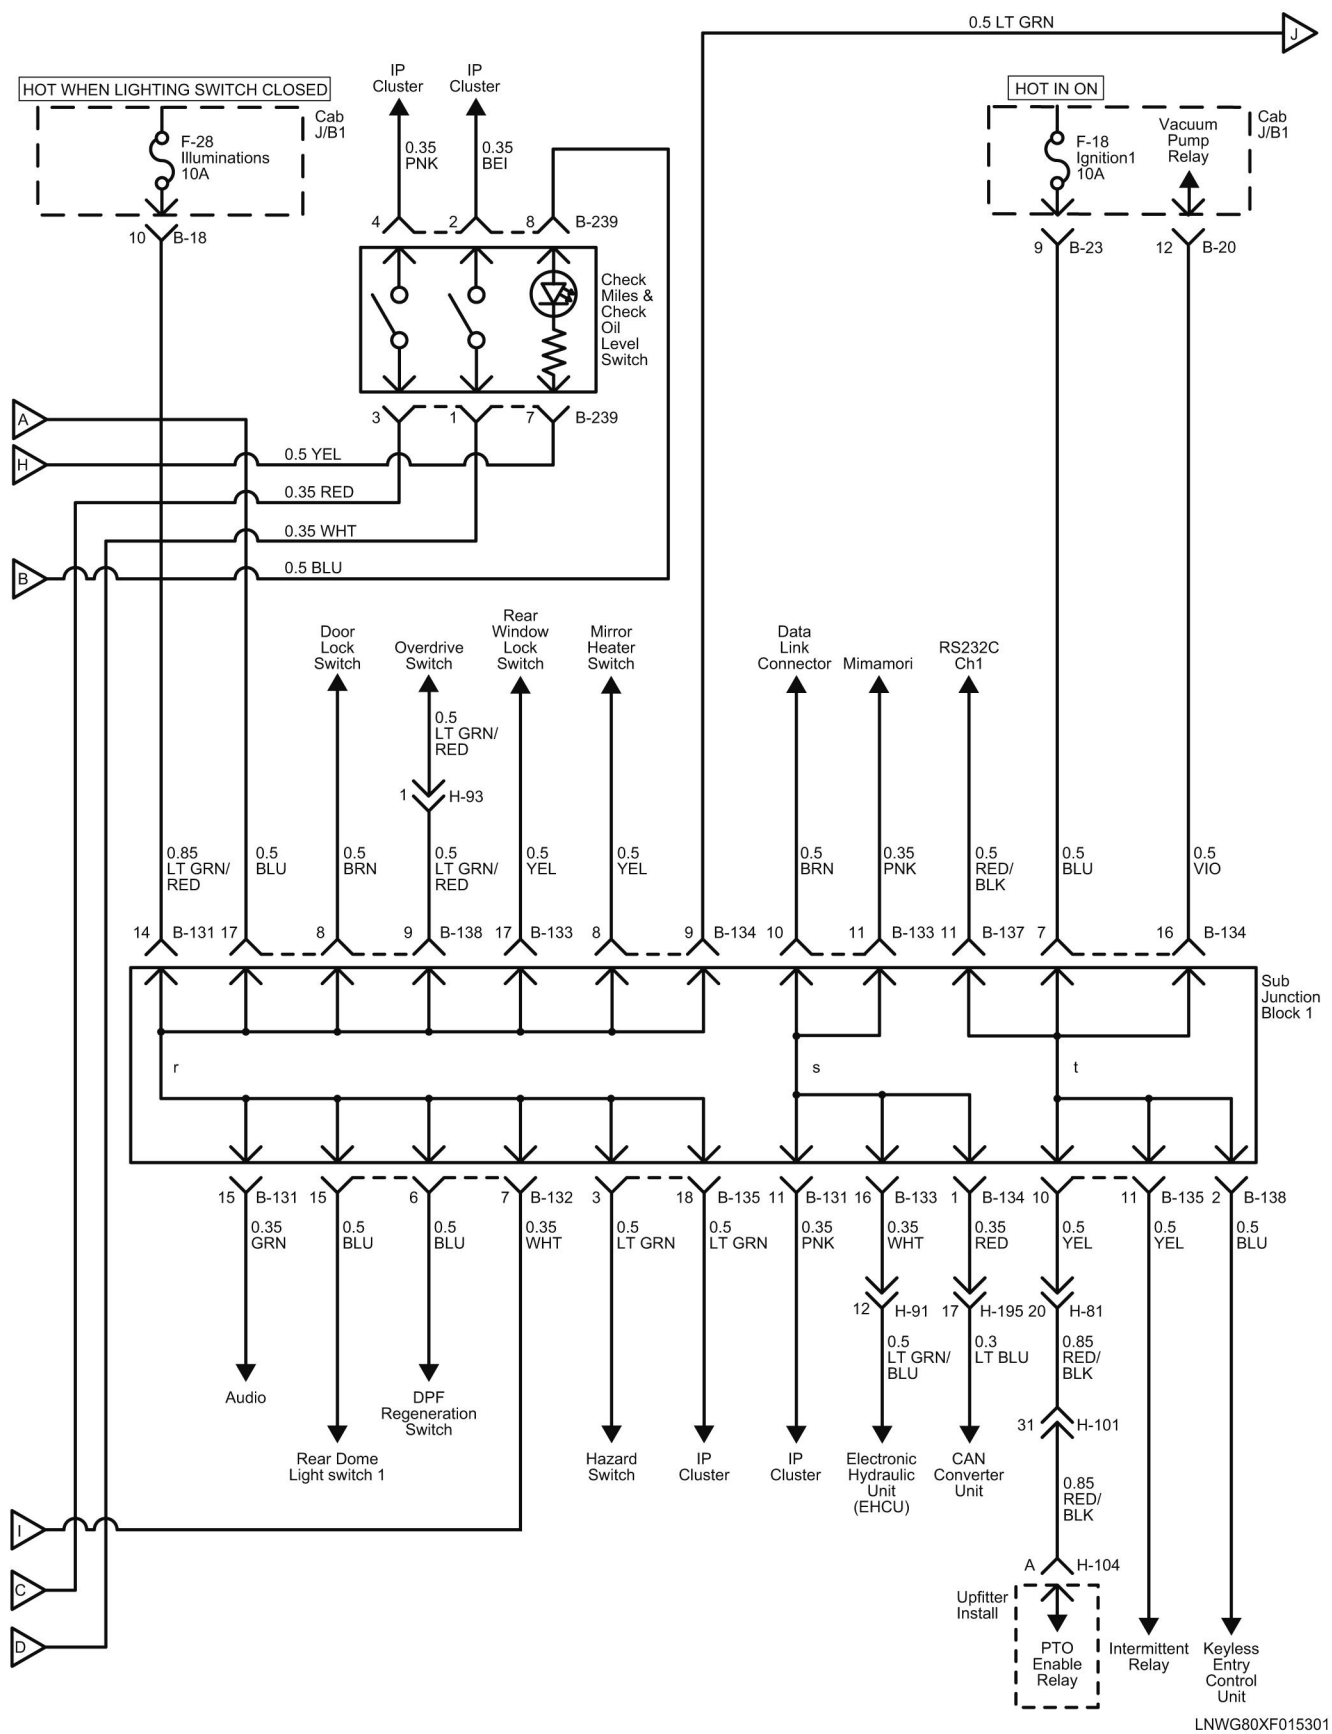 0.5 LT GRN
J
HOT WHEN LIGHTING SWITCH CLOSED
Cab
J/B1
F-28
Illuminations
10A
10
B-18
IP
Cluster
IP
Cluster
0.35
PNK
0.35
BEI
4
2
8
B-239
Check
Miles &
Check
Oil
Level
Switch
3
1
7
B-239
HOT IN ON
Cab
J/B1
F-18
Ignition1
10A
Vacuum
Pump
Relay
9
B-23
12
B-20
A
H
0.5 YEL
0.35 RED
0.35 WHT
B
0.5 BLU
Door
Lock
Switch
Overdrive
Switch
Rear
Window
Lock
Switch
Mirror
Heater
Switch
Data
Link
Connector
Mimamori
RS232C
Ch1
0.5
LT GRN/
RED
1
H-93
0.85
LT GRN/
RED
0.5
BLU
0.5
BRN
0.5
LT GRN/
RED
0.5
YEL
0.5
YEL
0.5
BRN
0.35
PNK
0.5
RED/
BLK
0.5
BLU
0.5
VIO
14 B-131 17 8 9 B-138 17 B-133 8 9 B-134 10 11 B-133 11 B-137 7 16 B-134
Sub
Junction
Block 1
r
s
t
15 B-131 15 6 7 B-132 3 18 B-135 11 B-131 16 B-133 1 B-134 10 11 B-135 2 B-138
0.35
GRN
0.5
BLU
0.5
BLU
0.35
WHT
0.5
LT GRN
0.5
LT GRN
0.35
PNK
0.35
WHT
0.35
RED
0.5
YEL
0.5
YEL
0.5
BLU
12 H-91 17 H-195 20 H-81
0.5
LT GRN/
BLU
0.3
LT BLU
0.85
RED/
BLK
Audio
DPF
Regeneration
Switch
31
H-101
Rear Dome
Light switch 1
Hazard
Switch
IP
Cluster
IP
Cluster
Electronic
Hydraulic
Unit
(EHCU)
CAN
Converter
Unit
0.85
RED/
BLK
I
A
H-104
C
Upfitter
Install
D
PTO
Enable
Relay
Intermittent
Relay
Keyless
Entry
Control
Unit
LNWG80XF015301